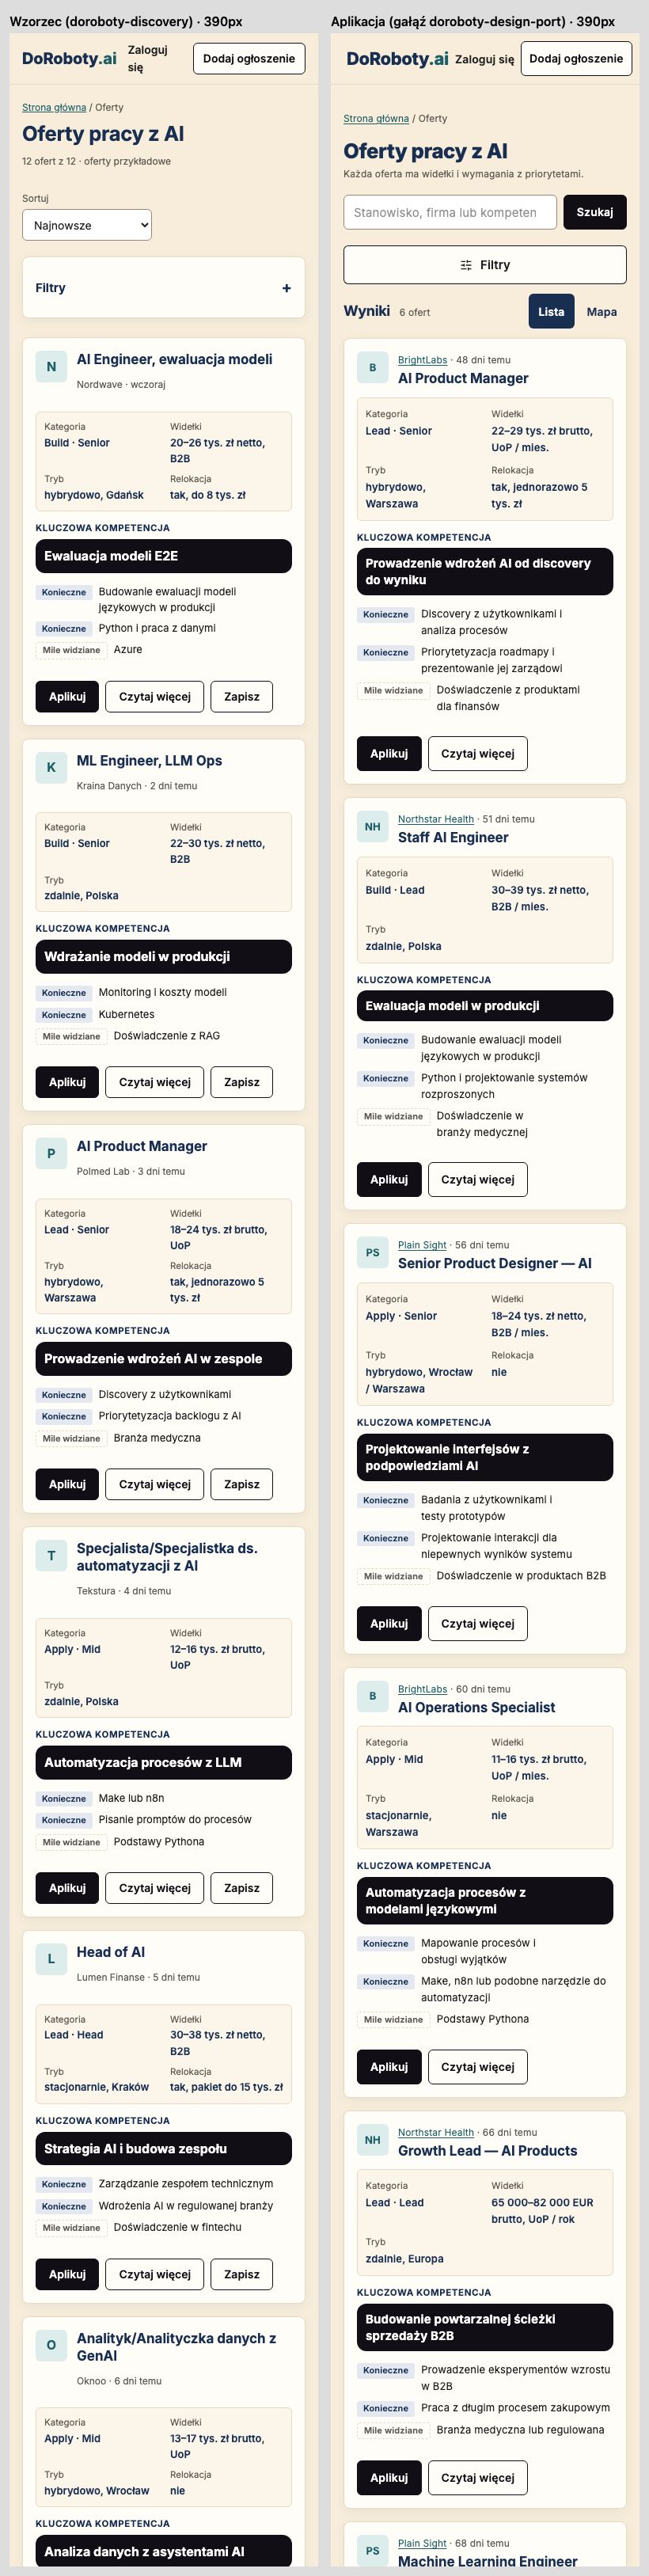 Wzorzec (doroboty-discovery) · 390px
DoRoboty.ai
Zaloguj
się
Dodaj ogłoszenie
Strona główna / Oferty
Oferty pracy z AI
12 ofert z 12 · oferty przykładowe
Sortuj
Najnowsze
Filtry
+
N
AI Engineer, ewaluacja modeli
Nordwave · wczoraj
Kategoria
Build · Senior
Widełki
20–26 tys. zł netto,
B2B
Tryb
hybrydowo, Gdańsk
Relokacja
tak, do 8 tys. zł
KLUCZOWA KOMPETENCJA
Ewaluacja modeli E2E
Konieczne Budowanie ewaluacji modeli
językowych w produkcji
Konieczne Python i praca z danymi
Mile widziane Azure
Aplikuj
Czytaj więcej
Zapisz
K
ML Engineer, LLM Ops
Kraina Danych · 2 dni temu
Kategoria
Build · Senior
Widełki
22–30 tys. zł netto,
B2B
Tryb
zdalnie, Polska
KLUCZOWA KOMPETENCJA
Wdrażanie modeli w produkcji
Konieczne Monitoring i koszty modeli
Konieczne Kubernetes
Mile widziane Doświadczenie z RAG
Aplikuj
Czytaj więcej
Zapisz
P
AI Product Manager
Polmed Lab · 3 dni temu
Kategoria
Lead · Senior
Widełki
18–24 tys. zł brutto,
UoP
Tryb
hybrydowo,
Warszawa
Relokacja
tak, jednorazowo 5
tys. zł
KLUCZOWA KOMPETENCJA
Prowadzenie wdrożeń AI w zespole
Konieczne Discovery z użytkownikami
Konieczne Priorytetyzacja backlogu z AI
Mile widziane Branża medyczna
Aplikuj
Czytaj więcej
Zapisz
T
Specjalista/Specjalistka ds.
automatyzacji z AI
Tekstura · 4 dni temu
Kategoria
Apply · Mid
Widełki
12–16 tys. zł brutto,
UoP
Tryb
zdalnie, Polska
KLUCZOWA KOMPETENCJA
Automatyzacja procesów z LLM
Konieczne Make lub n8n
Konieczne Pisanie promptów do procesów
Mile widziane Podstawy Pythona
Aplikuj
Czytaj więcej
Zapisz
L
Head of AI
Lumen Finanse · 5 dni temu
Kategoria
Lead · Head
Widełki
30–38 tys. zł netto,
B2B
Tryb
stacjonarnie, Kraków
Relokacja
tak, pakiet do 15 tys. zł
KLUCZOWA KOMPETENCJA
Strategia AI i budowa zespołu
Konieczne Zarządzanie zespołem technicznym
Konieczne Wdrożenia AI w regulowanej branży
Mile widziane Doświadczenie w fintechu
Aplikuj
Czytaj więcej
Zapisz
O
Analityk/Analityczka danych z
GenAI
Oknoo · 6 dni temu
Kategoria
Apply · Mid
Widełki
13–17 tys. zł brutto,
UoP
Tryb
hybrydowo, Wrocław
Relokacja
nie
KLUCZOWA KOMPETENCJA
Analiza danych z asystentami AI
Aplikacja (gałąź doroboty-design-port) · 390px
DoRoboty.ai
Zaloguj się
Dodaj ogłoszenie
Strona główna / Oferty
Oferty pracy z AI
Każda oferta ma widełki i wymagania z priorytetami.
Stanowisko, firma lub kompeten
Szukaj
Filtry
Wyniki 6 ofert
Lista
Mapa
B
BrightLabs · 48 dni temu
AI Product Manager
Kategoria
Lead · Senior
Widełki
22–29 tys. zł brutto,
UoP / mies.
Tryb
hybrydowo,
Warszawa
Relokacja
tak, jednorazowo 5
tys. zł
KLUCZOWA KOMPETENCJA
Prowadzenie wdrożeń AI od discovery
do wyniku
Konieczne Discovery z użytkownikami i
analiza procesów
Konieczne Priorytetyzacja roadmapy i
prezentowanie jej zarządowi
Mile widziane Doświadczenie z produktami
dla finansów
Aplikuj
Czytaj więcej
NH
Northstar Health · 51 dni temu
Staff AI Engineer
Kategoria
Build · Lead
Widełki
30–39 tys. zł netto,
B2B / mies.
Tryb
zdalnie, Polska
KLUCZOWA KOMPETENCJA
Ewaluacja modeli w produkcji
Konieczne Budowanie ewaluacji modeli
językowych w produkcji
Konieczne Python i projektowanie systemów
rozproszonych
Mile widziane Doświadczenie w
branży medycznej
Aplikuj
Czytaj więcej
PS
Plain Sight · 56 dni temu
Senior Product Designer — AI
Kategoria
Apply · Senior
Widełki
18–24 tys. zł netto,
B2B / mies.
Tryb
hybrydowo, Wrocław
/ Warszawa
Relokacja
nie
KLUCZOWA KOMPETENCJA
Projektowanie interfejsów z
podpowiedziami AI
Konieczne Badania z użytkownikami i
testy prototypów
Konieczne Projektowanie interakcji dla
niepewnych wyników systemu
Mile widziane Doświadczenie w produktach B2B
Aplikuj
Czytaj więcej
B
BrightLabs · 60 dni temu
AI Operations Specialist
Kategoria
Apply · Mid
Widełki
11–16 tys. zł brutto,
UoP / mies.
Tryb
stacjonarnie,
Warszawa
Relokacja
nie
KLUCZOWA KOMPETENCJA
Automatyzacja procesów z
modelami językowymi
Konieczne Mapowanie procesów i
obsługi wyjątków
Konieczne Make, n8n lub podobne narzędzie do
automatyzacji
Mile widziane Podstawy Pythona
Aplikuj
Czytaj więcej
NH
Northstar Health · 66 dni temu
Growth Lead — AI Products
Kategoria
Lead · Lead
Widełki
65 000–82 000 EUR
brutto, UoP / rok
Tryb
zdalnie, Europa
KLUCZOWA KOMPETENCJA
Budowanie powtarzalnej ścieżki
sprzedaży B2B
Konieczne Prowadzenie eksperymentów wzrostu
w B2B
Konieczne Praca z długim procesem zakupowym
Mile widziane Branża medyczna lub regulowana
Aplikuj
Czytaj więcej
PS
Plain Sight · 68 dni temu
Machine Learning Engineer